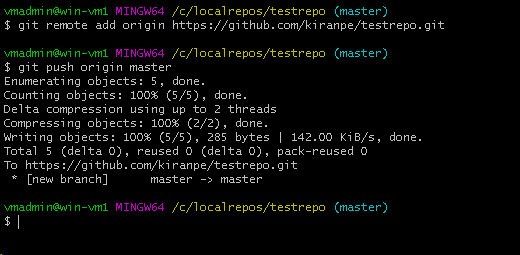 vmadmin@win-vm1 MINGW64 /c/localrepos/testrepo (master)
$ git remote add origin https://github.com/kiranpe/testrepo.git
vmadmin@win-vm1 MINGW64 /c/localrepos/testrepo (master)
$ git push origin master
Enumerating objects: 5, done.
Counting objects: 100% (5/5), done.
Delta compression using up to 2 threads
Compressing objects: 100% (2/2), done.
Writing objects: 100% (5/5), 285 bytes | 142.00 KiB/s, done.
Total 5 (delta 0), reused 0 (delta 0), pack-reused 0
To https://github.com/kiranpe/testrepo.git
 * [new branch]      master -> master
vmadmin@win-vm1 MINGW64 /c/localrepos/testrepo (master)
$